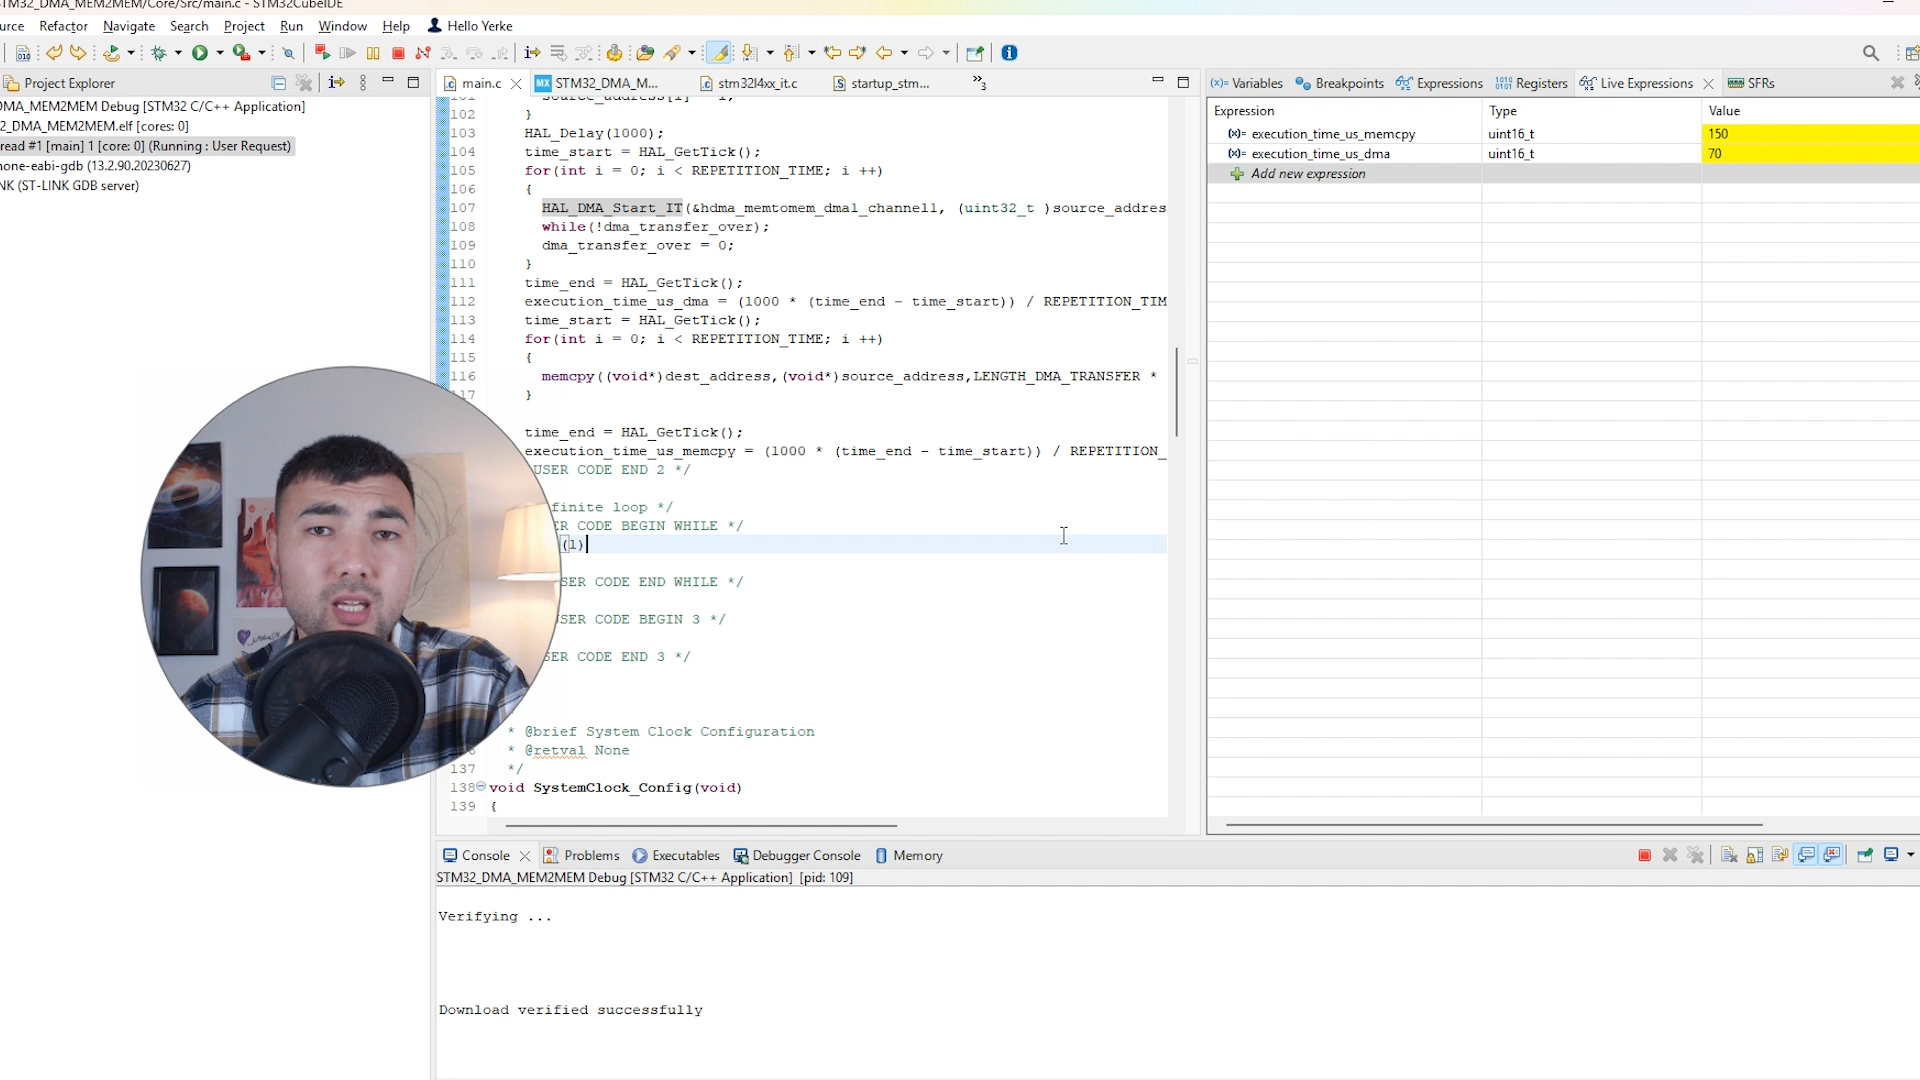 STM32_DMA_MEM2MEM/Core/Src/main.c - STM32CubeIDE
urce Refactor Navigate Search Project Run Window Help Hello Yerke
Project Explorer
DMA_MEM2MEM Debug [STM32 C/C++ Application]
2_DMA_MEM2MEM.elf [cores: 0]
read #1 [main] 1 [core: 0] (Running : User Request)
none-eabi-gdb (13.2.90.20230627)
NK (ST-LINK GDB server)
main.c STM32_DMA_M... stm32l4xx_it.c startup_stm... 3
101 source_address[i] = i;
102 }
103 HAL_Delay(1000);
104 time_start = HAL_GetTick();
105 for(int i = 0; i < REPETITION_TIME; i ++)
106 {
107 HAL_DMA_Start_IT(&hdma_memtomem_dma1_channel1, (uint32_t )source_addres
108 while(!dma_transfer_over);
109 dma_transfer_over = 0;
110 }
111 time_end = HAL_GetTick();
112 execution_time_us_dma = (1000 * (time_end - time_start)) / REPETITION_TIM
113 time_start = HAL_GetTick();
114 for(int i = 0; i < REPETITION_TIME; i ++)
115 {
116 memcpy((void*)dest_address,(void*)source_address,LENGTH_DMA_TRANSFER *
17 }
time_end = HAL_GetTick();
execution_time_us_memcpy = (1000 * (time_end - time_start)) / REPETITION_
USER CODE END 2 */
finite loop */
ER CODE BEGIN WHILE */
(1)
SER CODE END WHILE */
SER CODE BEGIN 3 */
SER CODE END 3 */
* @brief System Clock Configuration
* @retval None
137 */
138 void SystemClock_Config(void)
139 {
Variables Breakpoints Expressions Registers Live Expressions SFRs
Expression Type Value
execution_time_us_memcpy uint16_t 150
execution_time_us_dma uint16_t 70
Add new expression
Console Problems Executables Debugger Console Memory
STM32_DMA_MEM2MEM Debug [STM32 C/C++ Application] [pid: 109]
Verifying ...
Download verified successfully